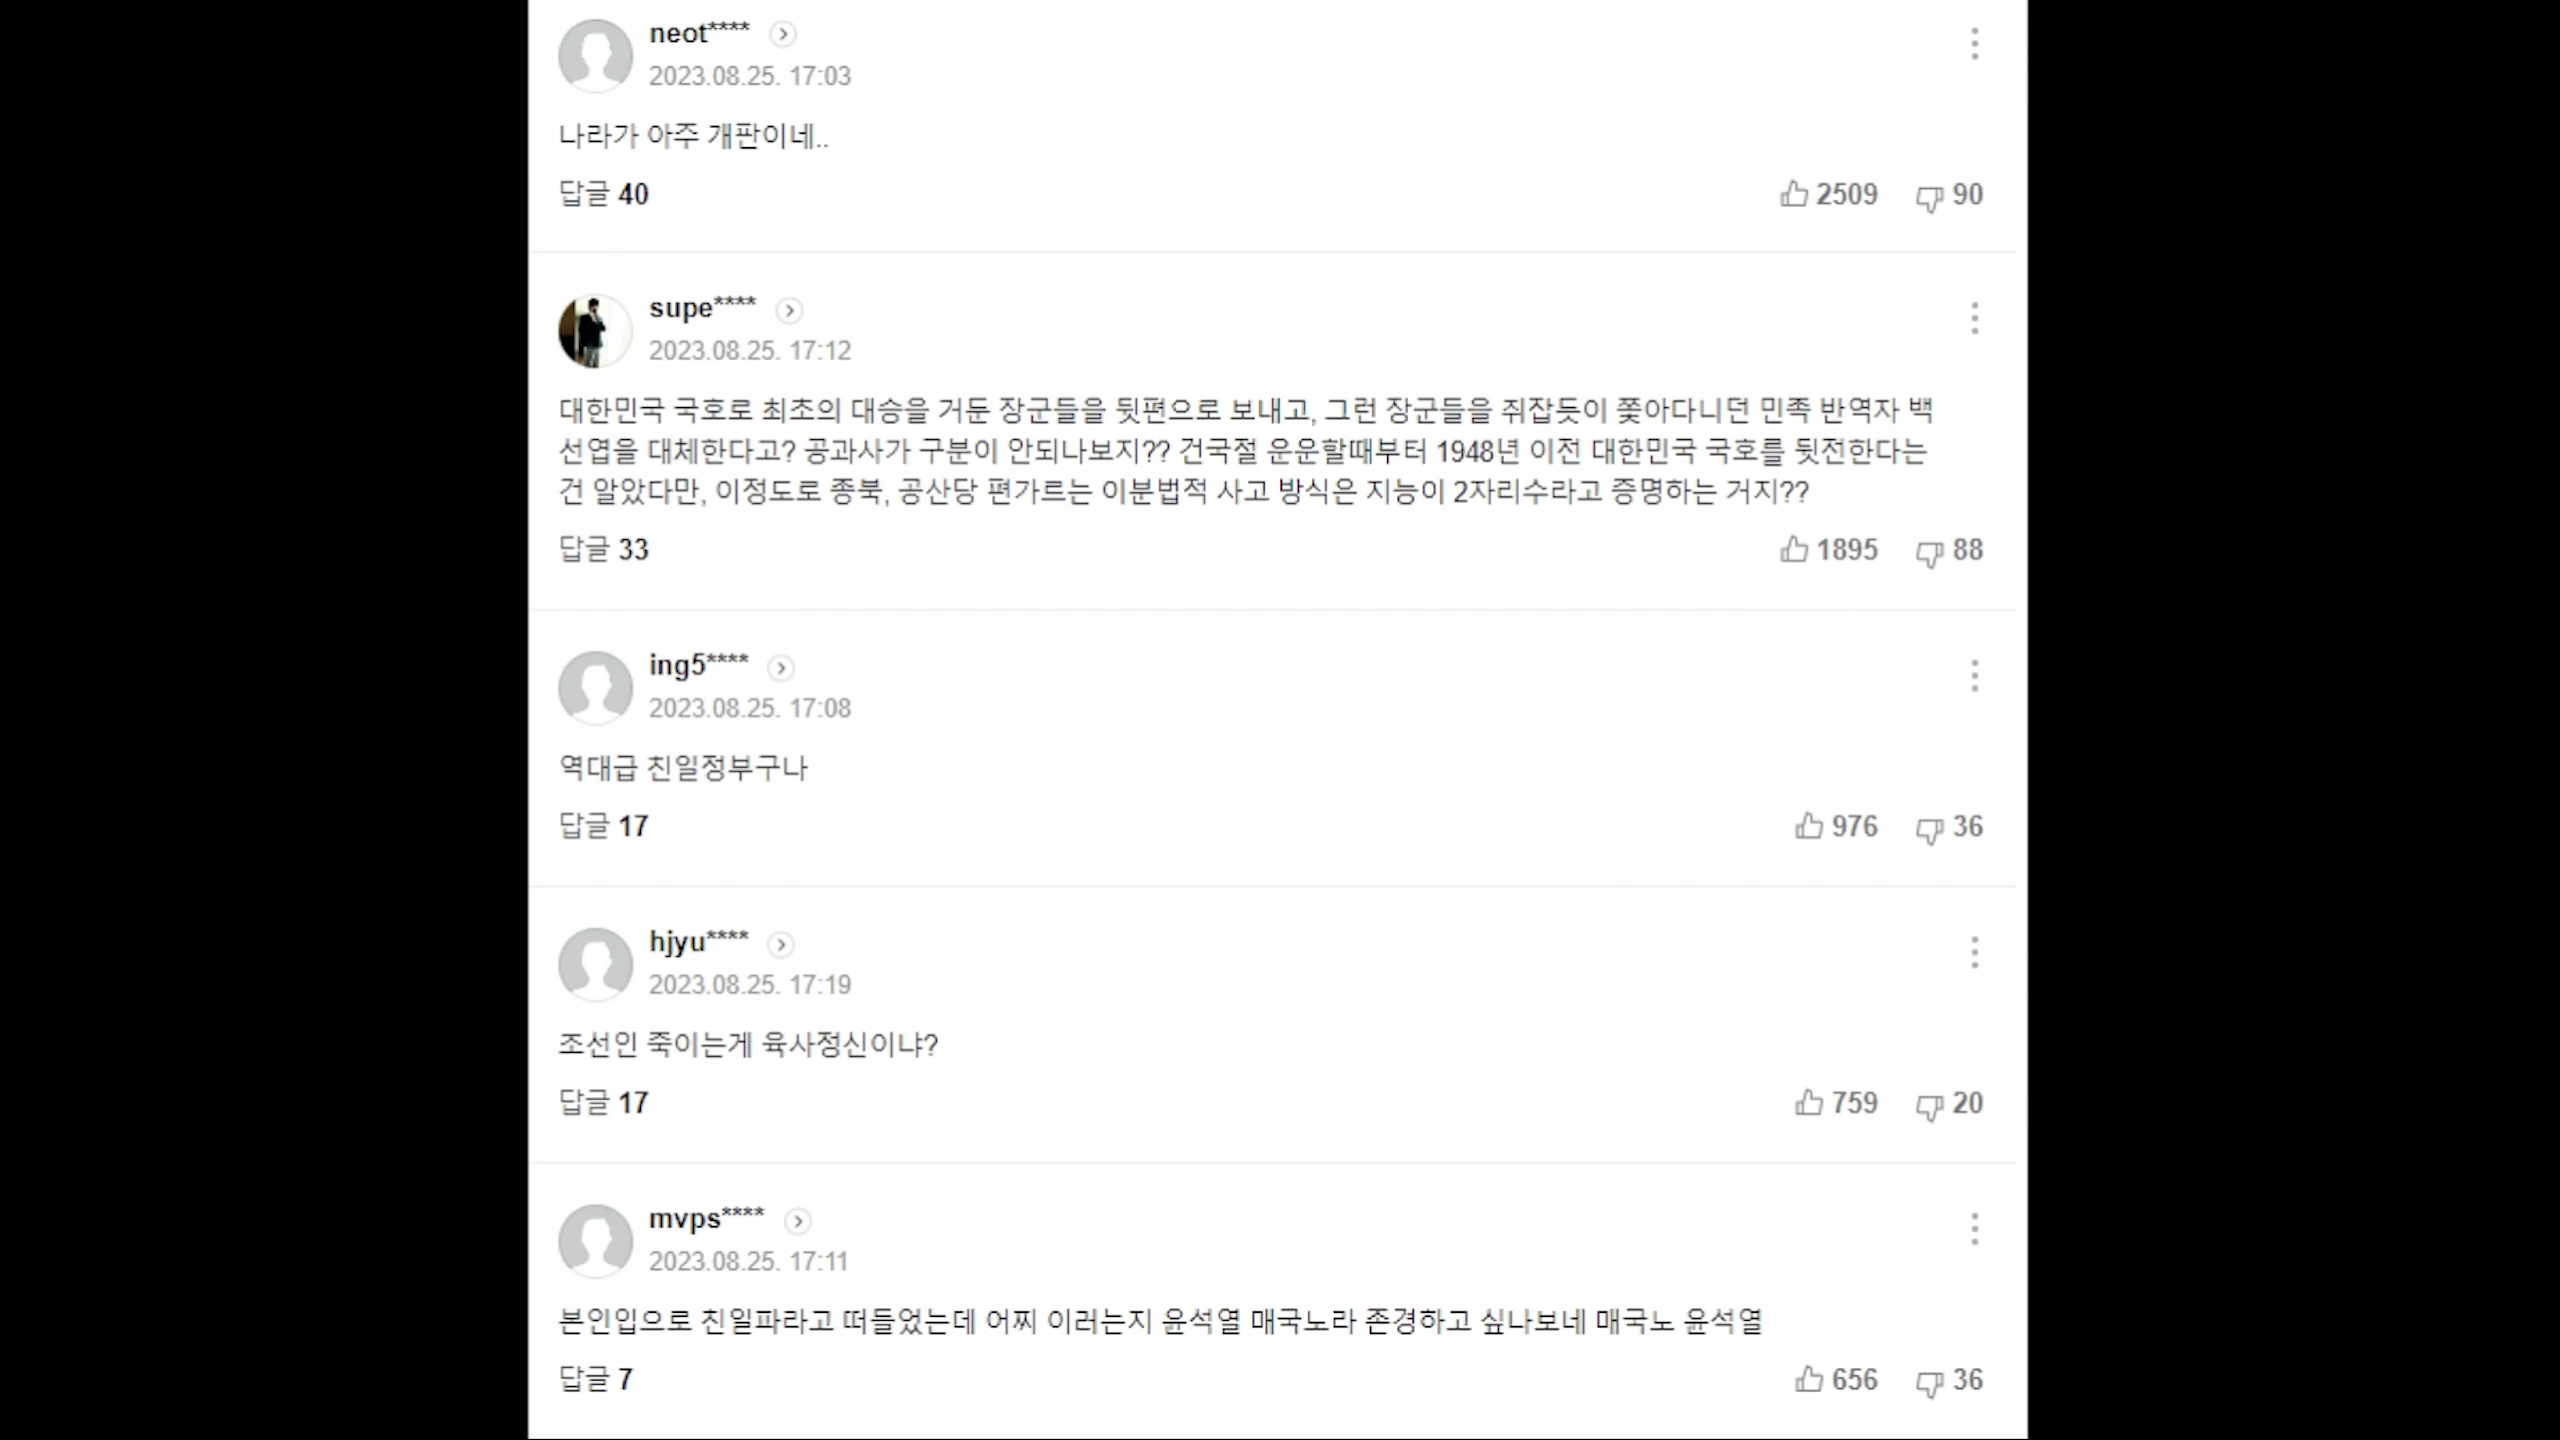 neot****
2023.08.25. 17:03
나라가 아주 개판이네..
답글 40
2509 90
supe****
2023.08.25. 17:12
대한민국 국호로 최초의 대승을 거둔 장군들을 뒷편으로 보내고, 그런 장군들을 쥐잡듯이 쫓아다니던 민족 반역자 백
선엽을 대체한다고? 공과사가 구분이 안되나보지?? 건국절 운운할때부터 1948년 이전 대한민국 국호를 뒷전한다는
건 알았다만, 이정도로 종북, 공산당 편가르는 이분법적 사고 방식은 지능이 2자리수라고 증명하는 거지??
답글 33
1895 88
ing5****
2023.08.25. 17:08
역대급 친일정부구나
답글 17
976 36
hjyu****
2023.08.25. 17:19
조선인 죽이는게 육사정신이냐?
답글 17
759 20
mvps****
2023.08.25. 17:11
본인입으로 친일파라고 떠들었는데 어찌 이러는지 윤석열 매국노라 존경하고 싶나보네 매국노 윤석열
답글 7
656 36